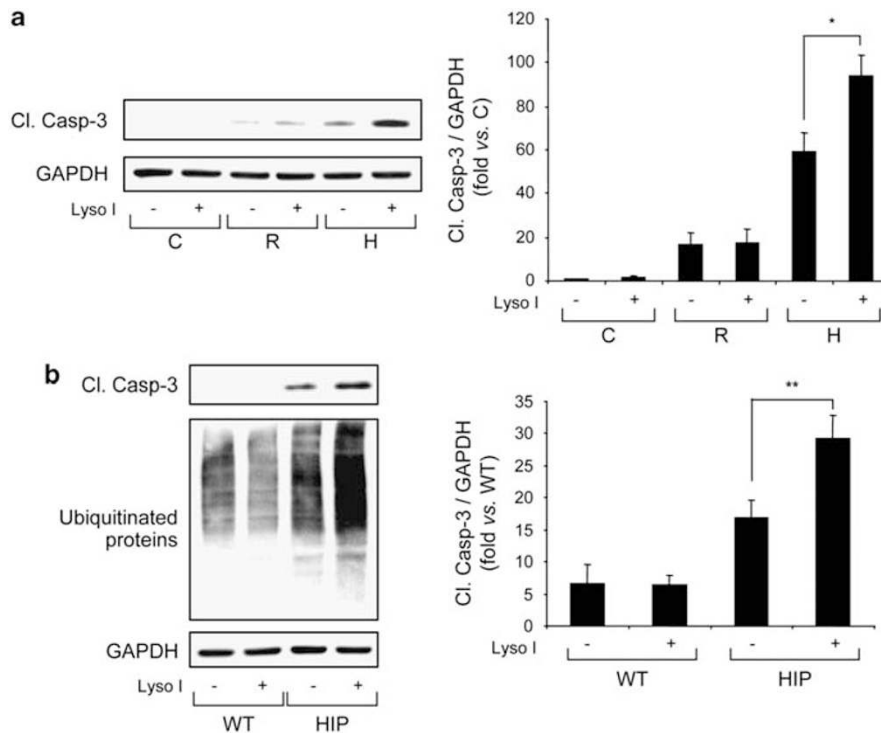 a
Cl. Casp-3
GAPDH
Lyso I - + - + - +
C R H
Cl. Casp-3 / GAPDH
(fold vs. C)
120
100
80
60
40
20
0
*
Lyso I - + - + - +
C R H
b
Cl. Casp-3
Ubiquitinated
proteins
GAPDH
Lyso I - + - +
WT HIP
Cl. Casp-3 / GAPDH
(fold vs. WT)
35
30
25
20
15
10
5
0
**
Lyso I - + - +
WT HIP